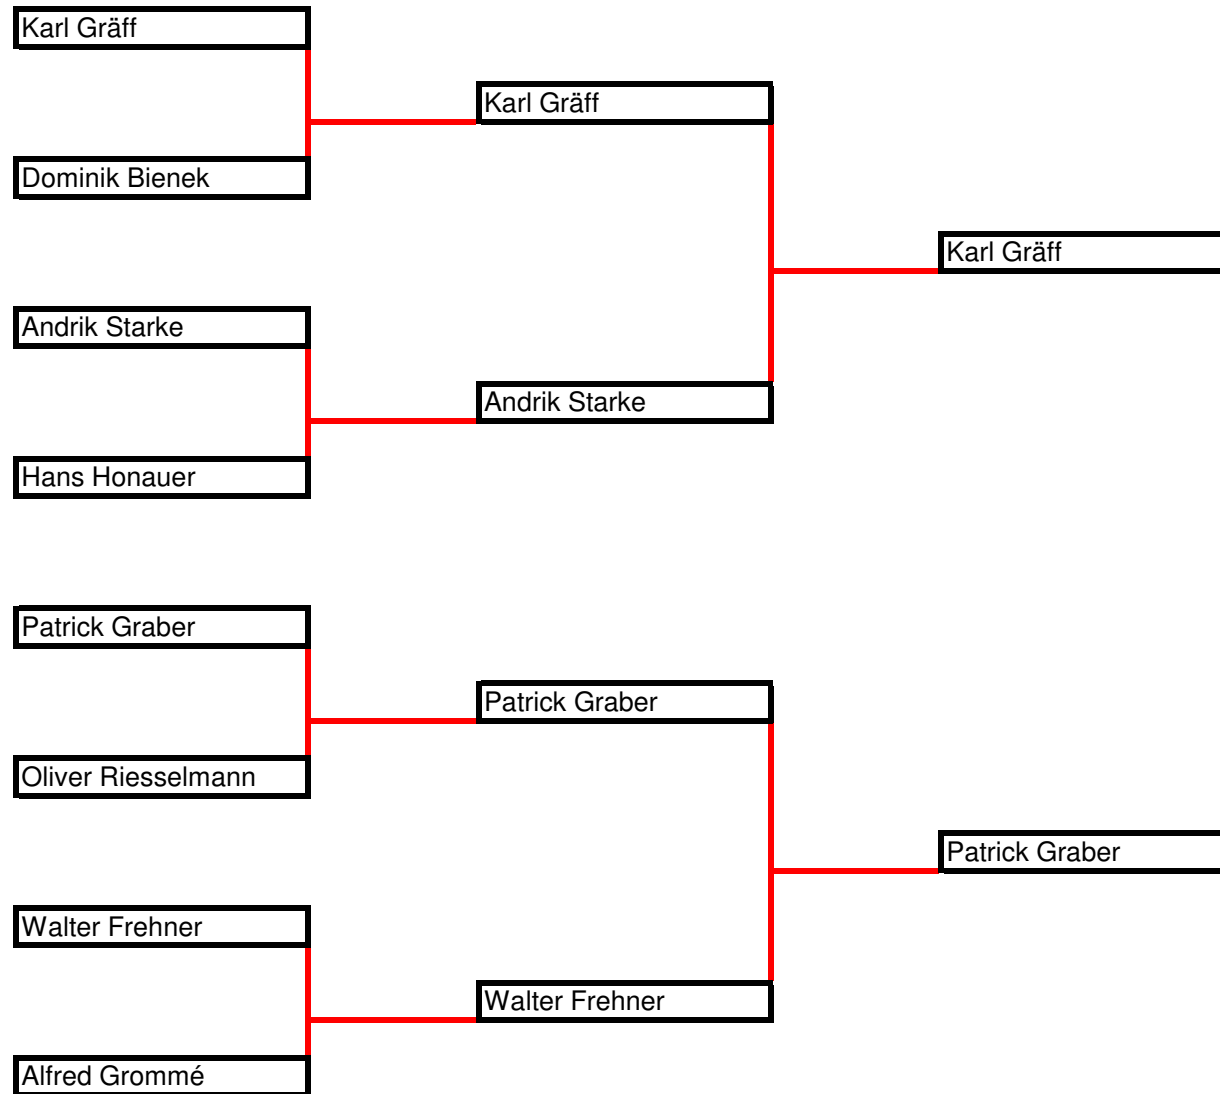 Karl Gräff
Karl Gräff
Dominik Bienek
Karl Gräff
Andrik Starke
Andrik Starke
Hans Honauer
Patrick Graber
Patrick Graber
Oliver Riesselmann
Patrick Graber
Walter Frehner
Walter Frehner
Alfred Grommé